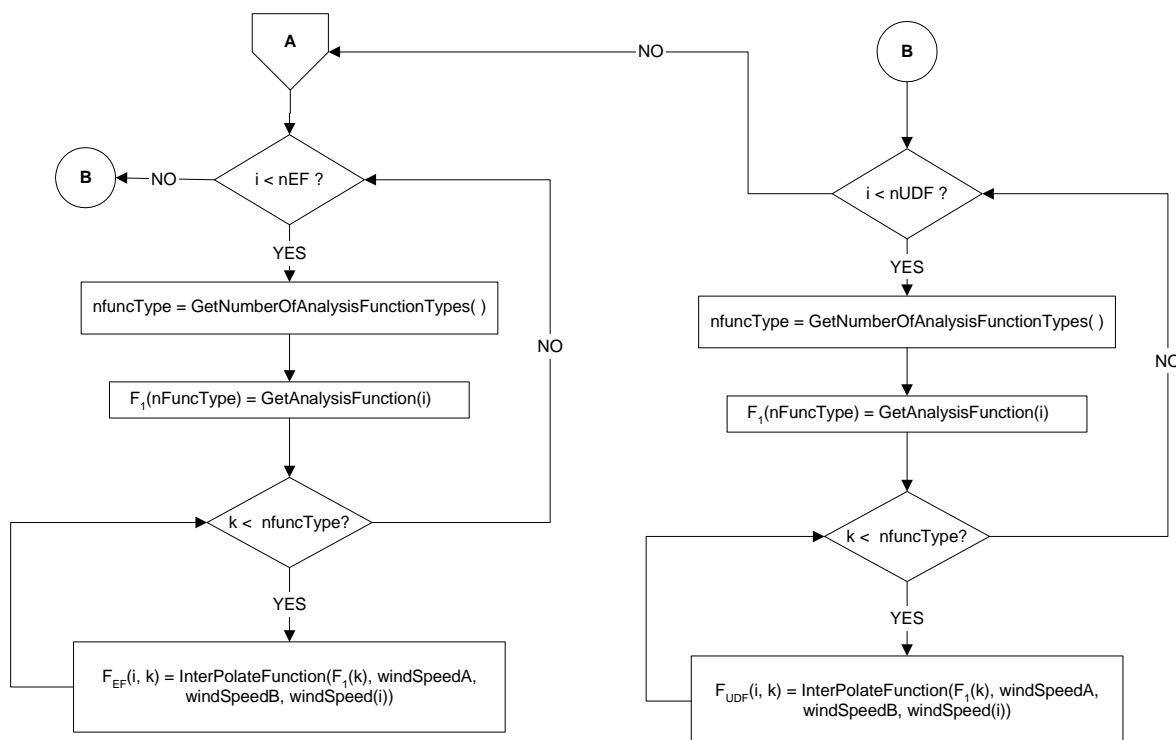 A
i < nEF ?
NO
B
YES
nfuncType = GetNumberOfAnalysisFunctionTypes( )
F1(nFuncType) = GetAnalysisFunction(i)
NO
k < nfuncType?
YES
FEF(i, k) = InterPolateFunction(F1(k), windSpeedA,
windSpeedB, windSpeed(i))
NO
B
i < nUDF ?
YES
nfuncType = GetNumberOfAnalysisFunctionTypes( )
F1(nFuncType) = GetAnalysisFunction(i)
NO
k < nfuncType?
YES
FUDF(i, k) = InterPolateFunction(F1(k), windSpeedA,
windSpeedB, windSpeed(i))